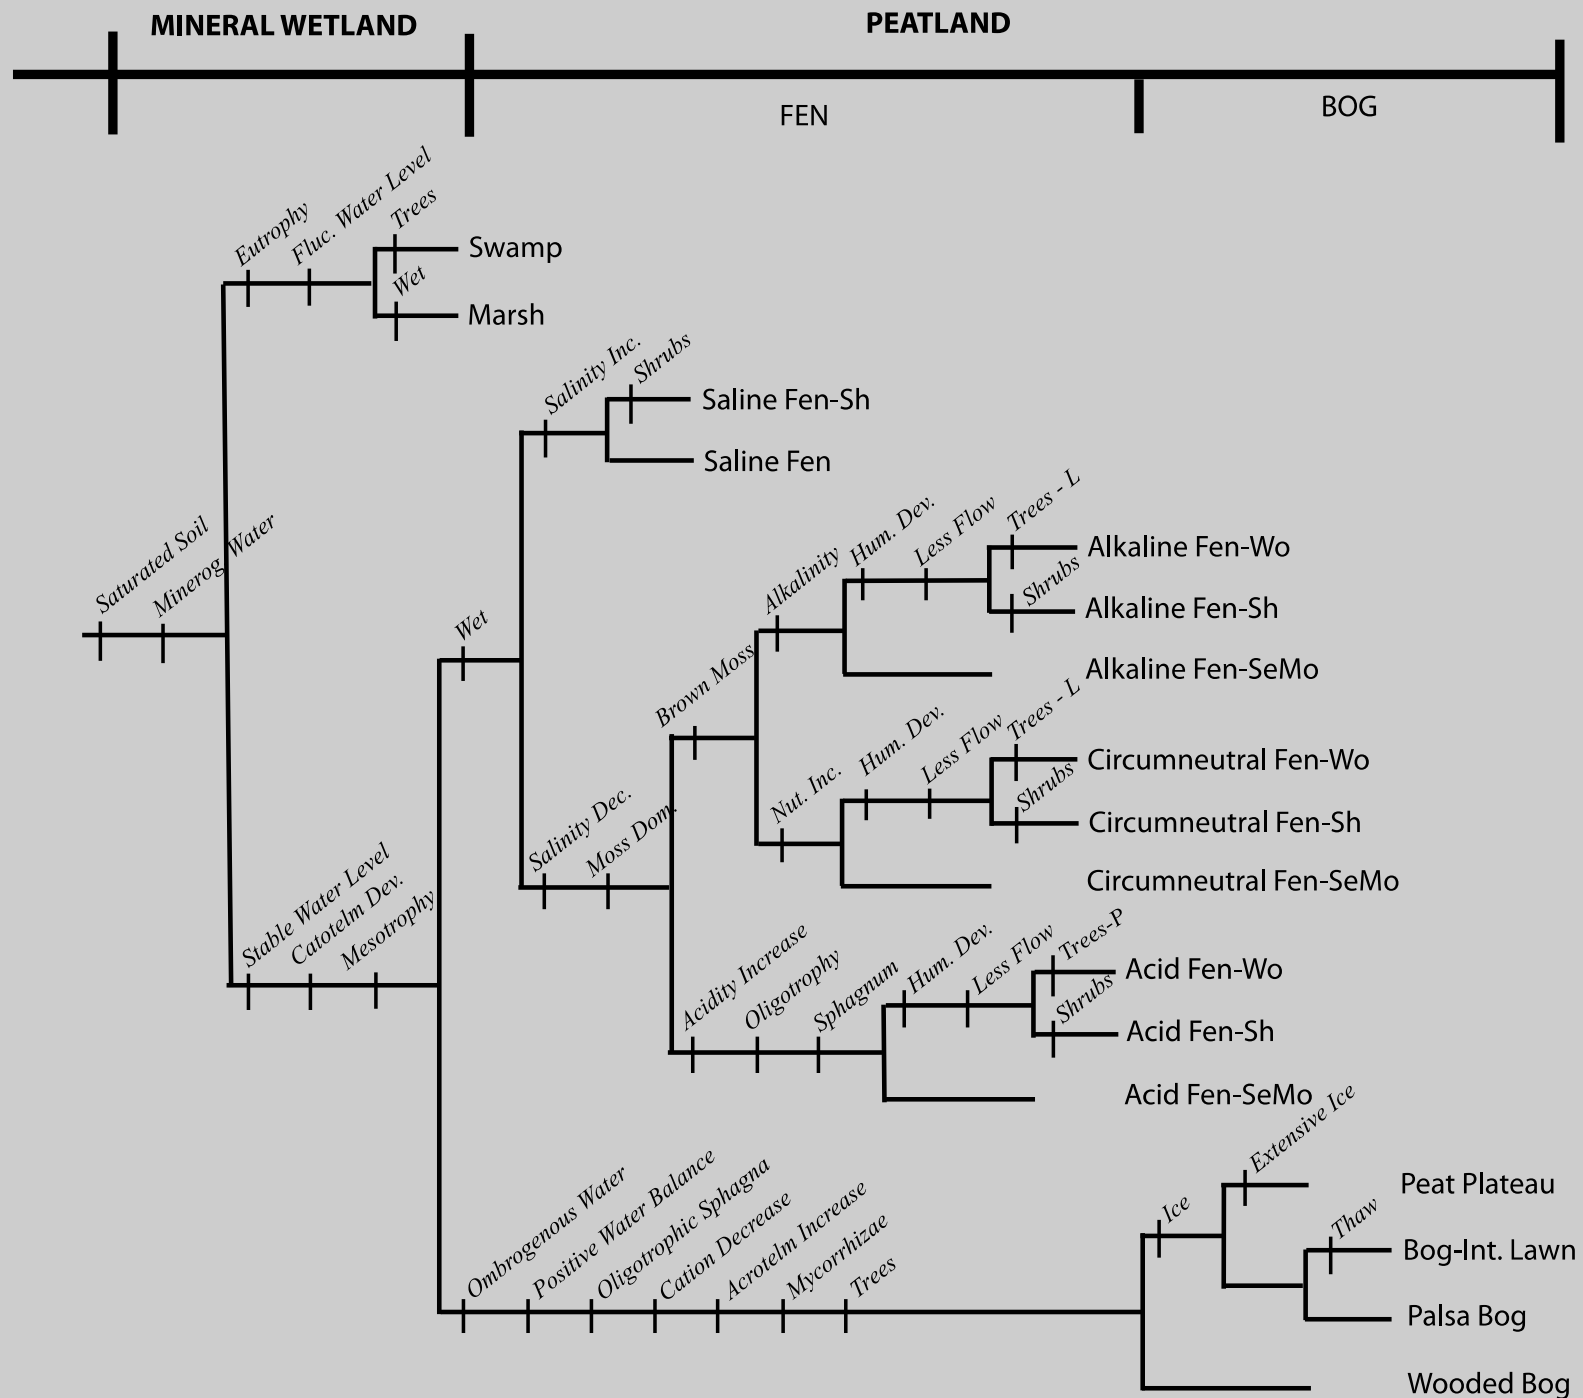 MINERAL WETLAND
PEATLAND
FEN
BOG
Eutrophy
Fluc. Water Level
Trees
Swamp
Wet
Marsh
Salinity Inc.
Shrubs
Saline Fen-Sh
Saline Fen
Saturated Soil
Minerog. Water
Wet
Alkalinity
Hum. Dev.
Less Flow
Trees - L
Alkaline Fen-Wo
Shrubs
Alkaline Fen-Sh
Alkaline Fen-SeMo
Brown Moss
Nut. Inc.
Hum. Dev.
Less Flow
Trees - L
Circumneutral Fen-Wo
Shrubs
Circumneutral Fen-Sh
Circumneutral Fen-SeMo
Salinity Dec.
Moss Dom.
Stable Water Level
Catotelm Dev.
Mesotrophy
Acidity Increase
Oligotrophy
Sphagnum
Hum. Dev.
Less Flow
Trees-P
Acid Fen-Wo
Shrubs
Acid Fen-Sh
Acid Fen-SeMo
Ombrogenous Water
Positive Water Balance
Oligotrophic Sphagna
Cation Decrease
Acrotelm Increase
Mycorrhizae
Trees
Ice
Extensive Ice
Peat Plateau
Thaw
Bog-Int. Lawn
Palsa Bog
Wooded Bog